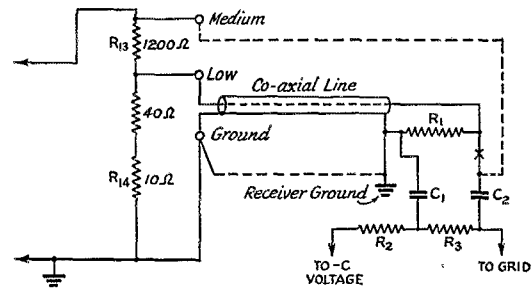 Medium
R13 1200Ω
Low
Co-axial Line
40Ω
R1
Ground
R14 10Ω
Receiver Ground
C1
C2
R2
R3
TO -C
VOLTAGE
TO GRID